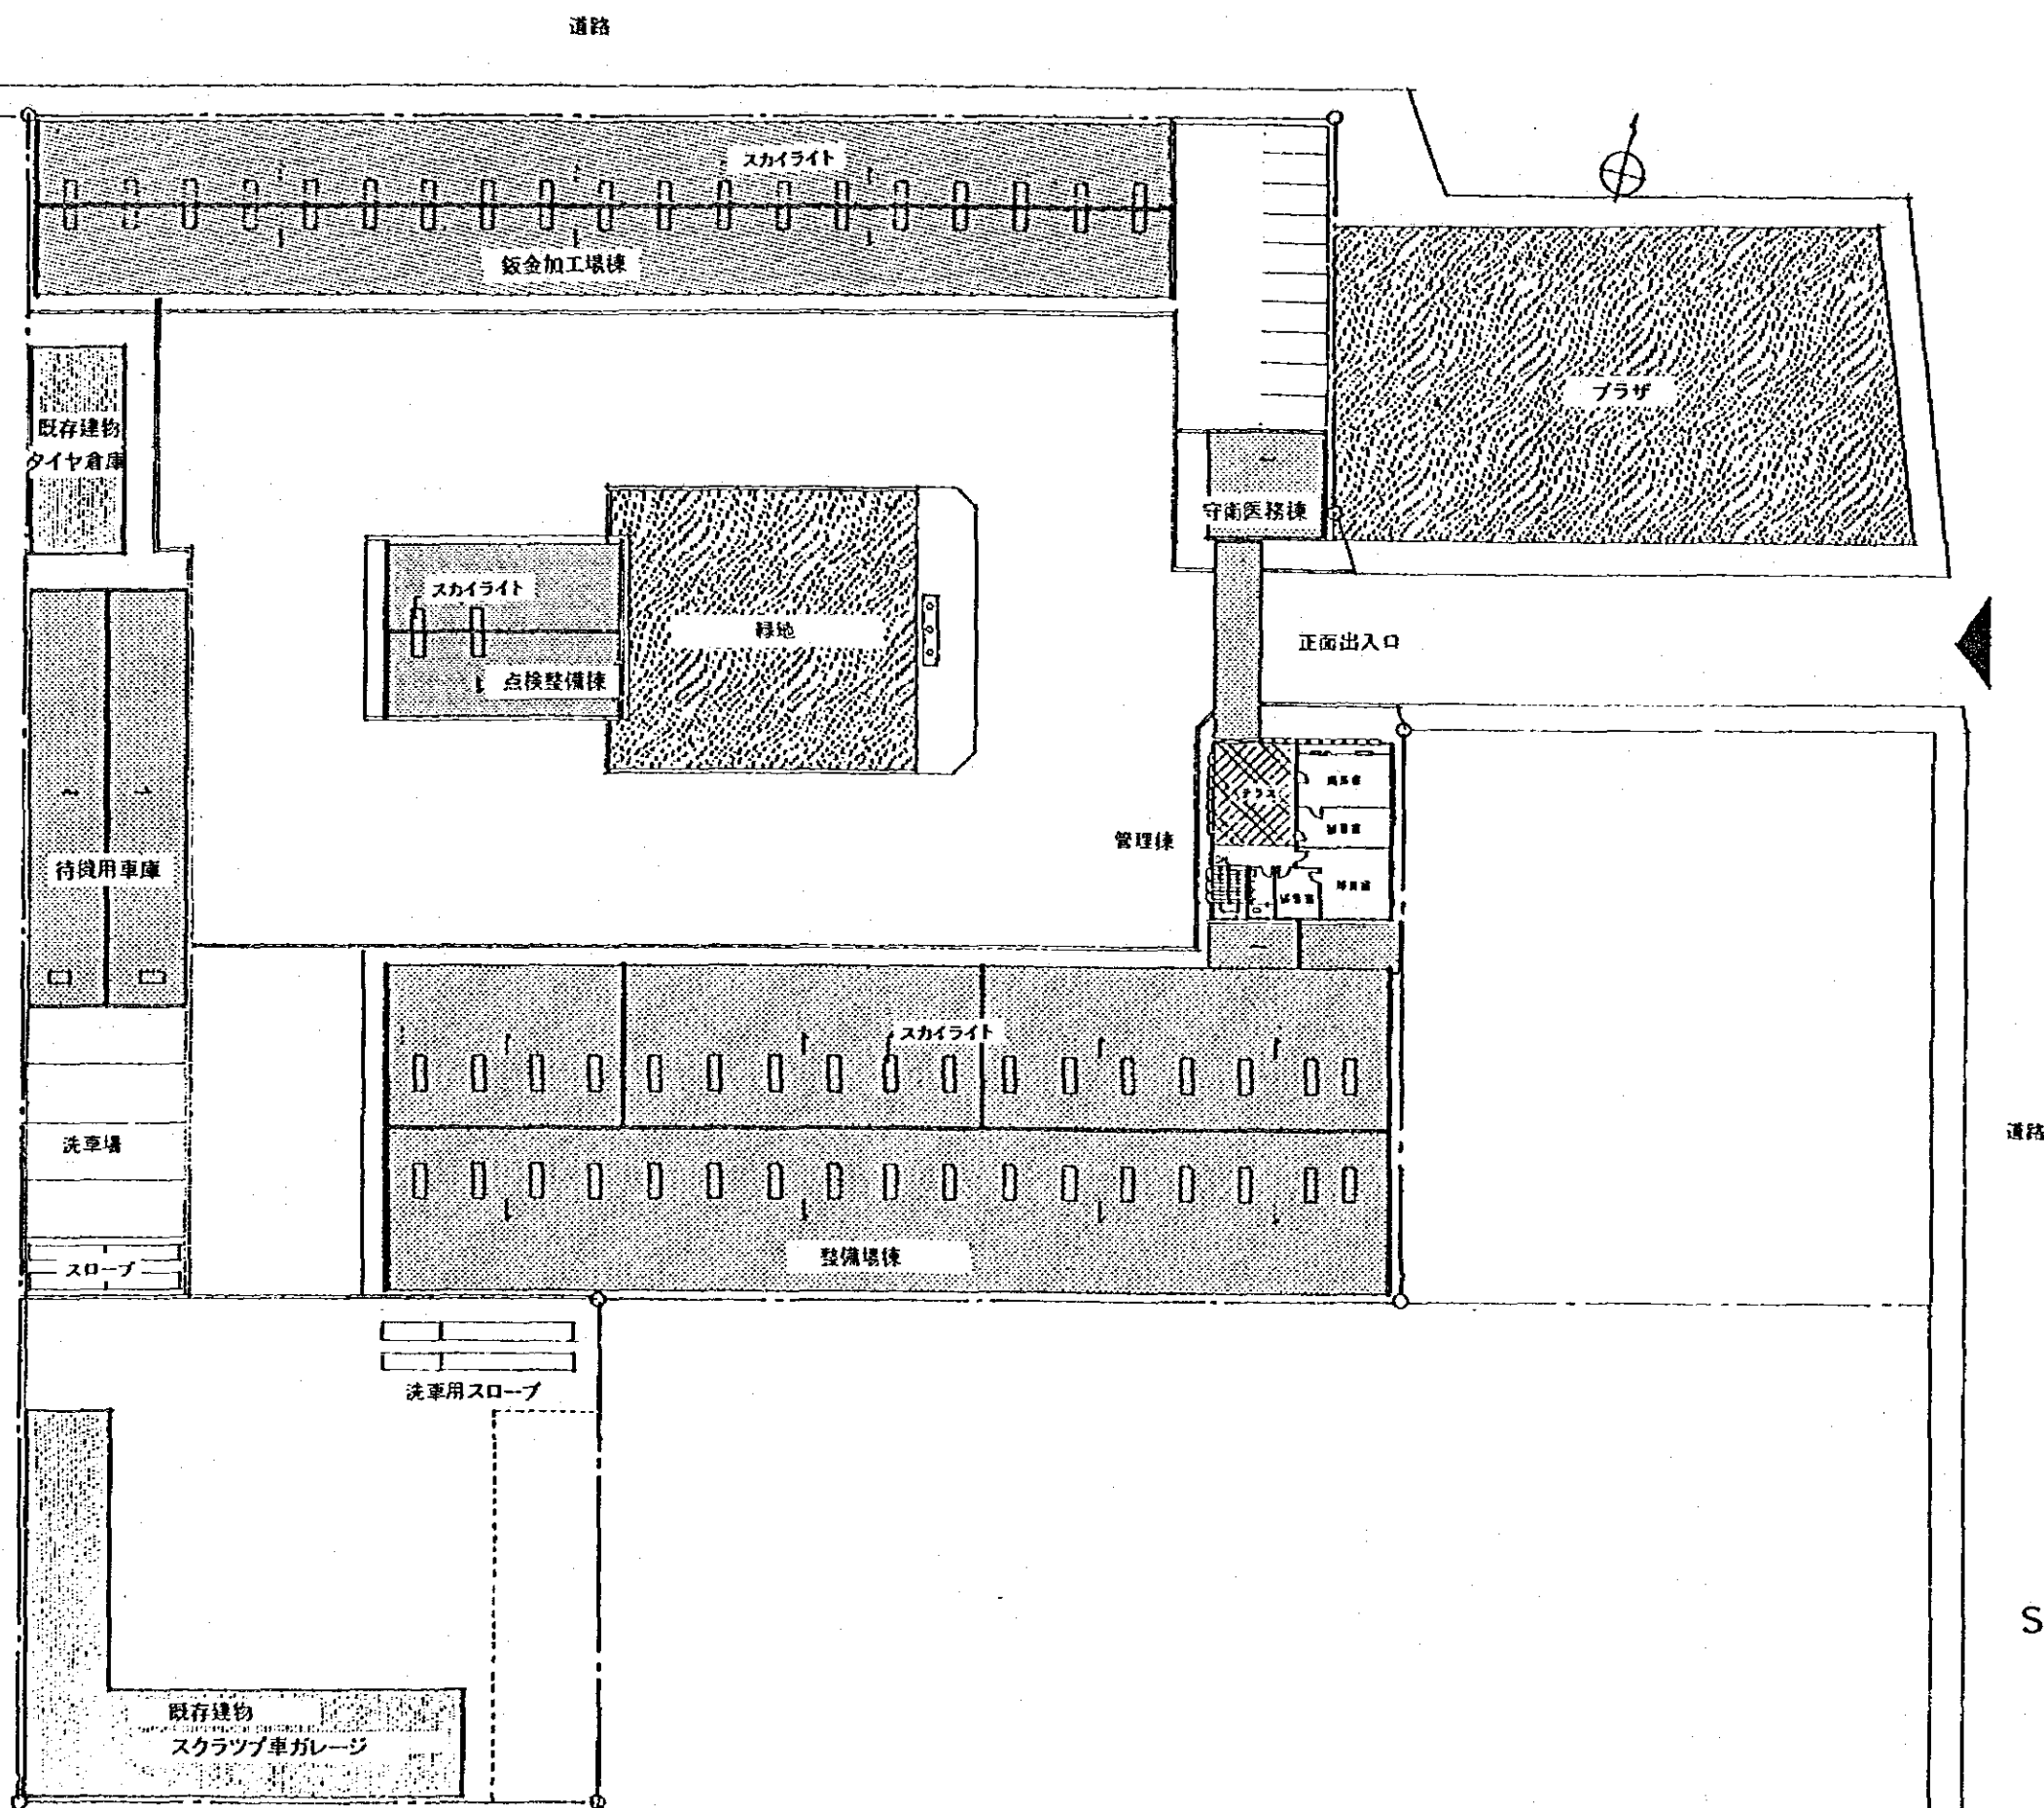 道路
スカイライト
鈑金加工場棟
プラザ
既存建物
タイヤ倉庫
守衛医務棟
スカイライト
緑地
正面出入口
点検整備棟
テラス
管理棟
待機用車庫
スカイライト
道路
洗車場
整備場棟
スロープ
洗車用スロープ
S
既存建物
スクラップ車ガレージ